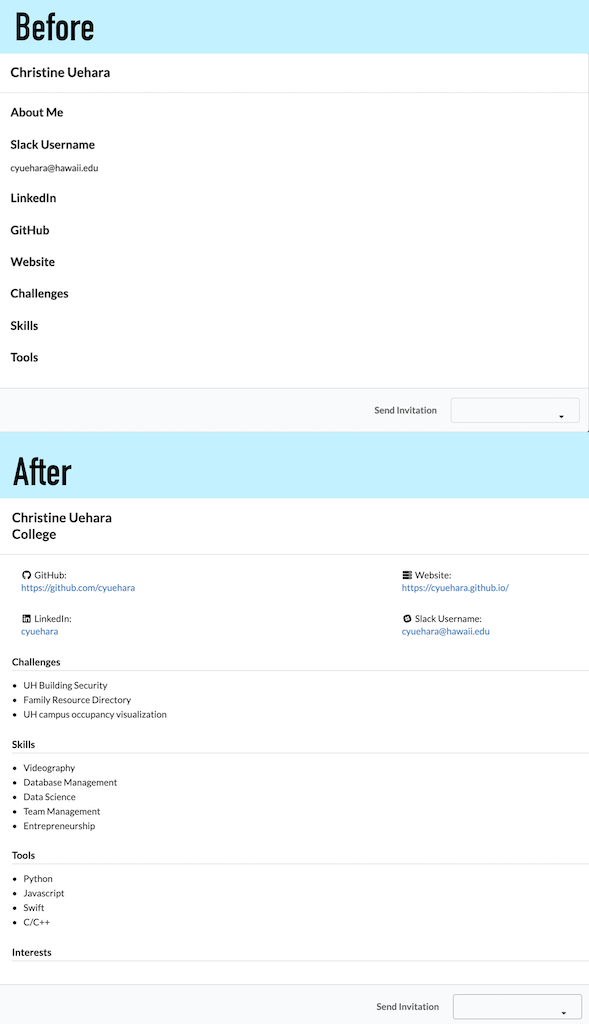 Before
Christine Uehara
About Me
Slack Username
cyuehara@hawaii.edu
LinkedIn
GitHub
Website
Challenges
Skills
Tools
Send Invitation
After
Christine Uehara
College
GitHub:
https://github.com/cyuehara
Website:
https://cyuehara.github.io/
LinkedIn:
cyuehara
Slack Username:
cyuehara@hawaii.edu
Challenges
• UH Building Security
• Family Resource Directory
• UH campus occupancy visualization
Skills
• Videography
• Database Management
• Data Science
• Team Management
• Entrepreneurship
Tools
• Python
• Javascript
• Swift
• C/C++
Interests
Send Invitation